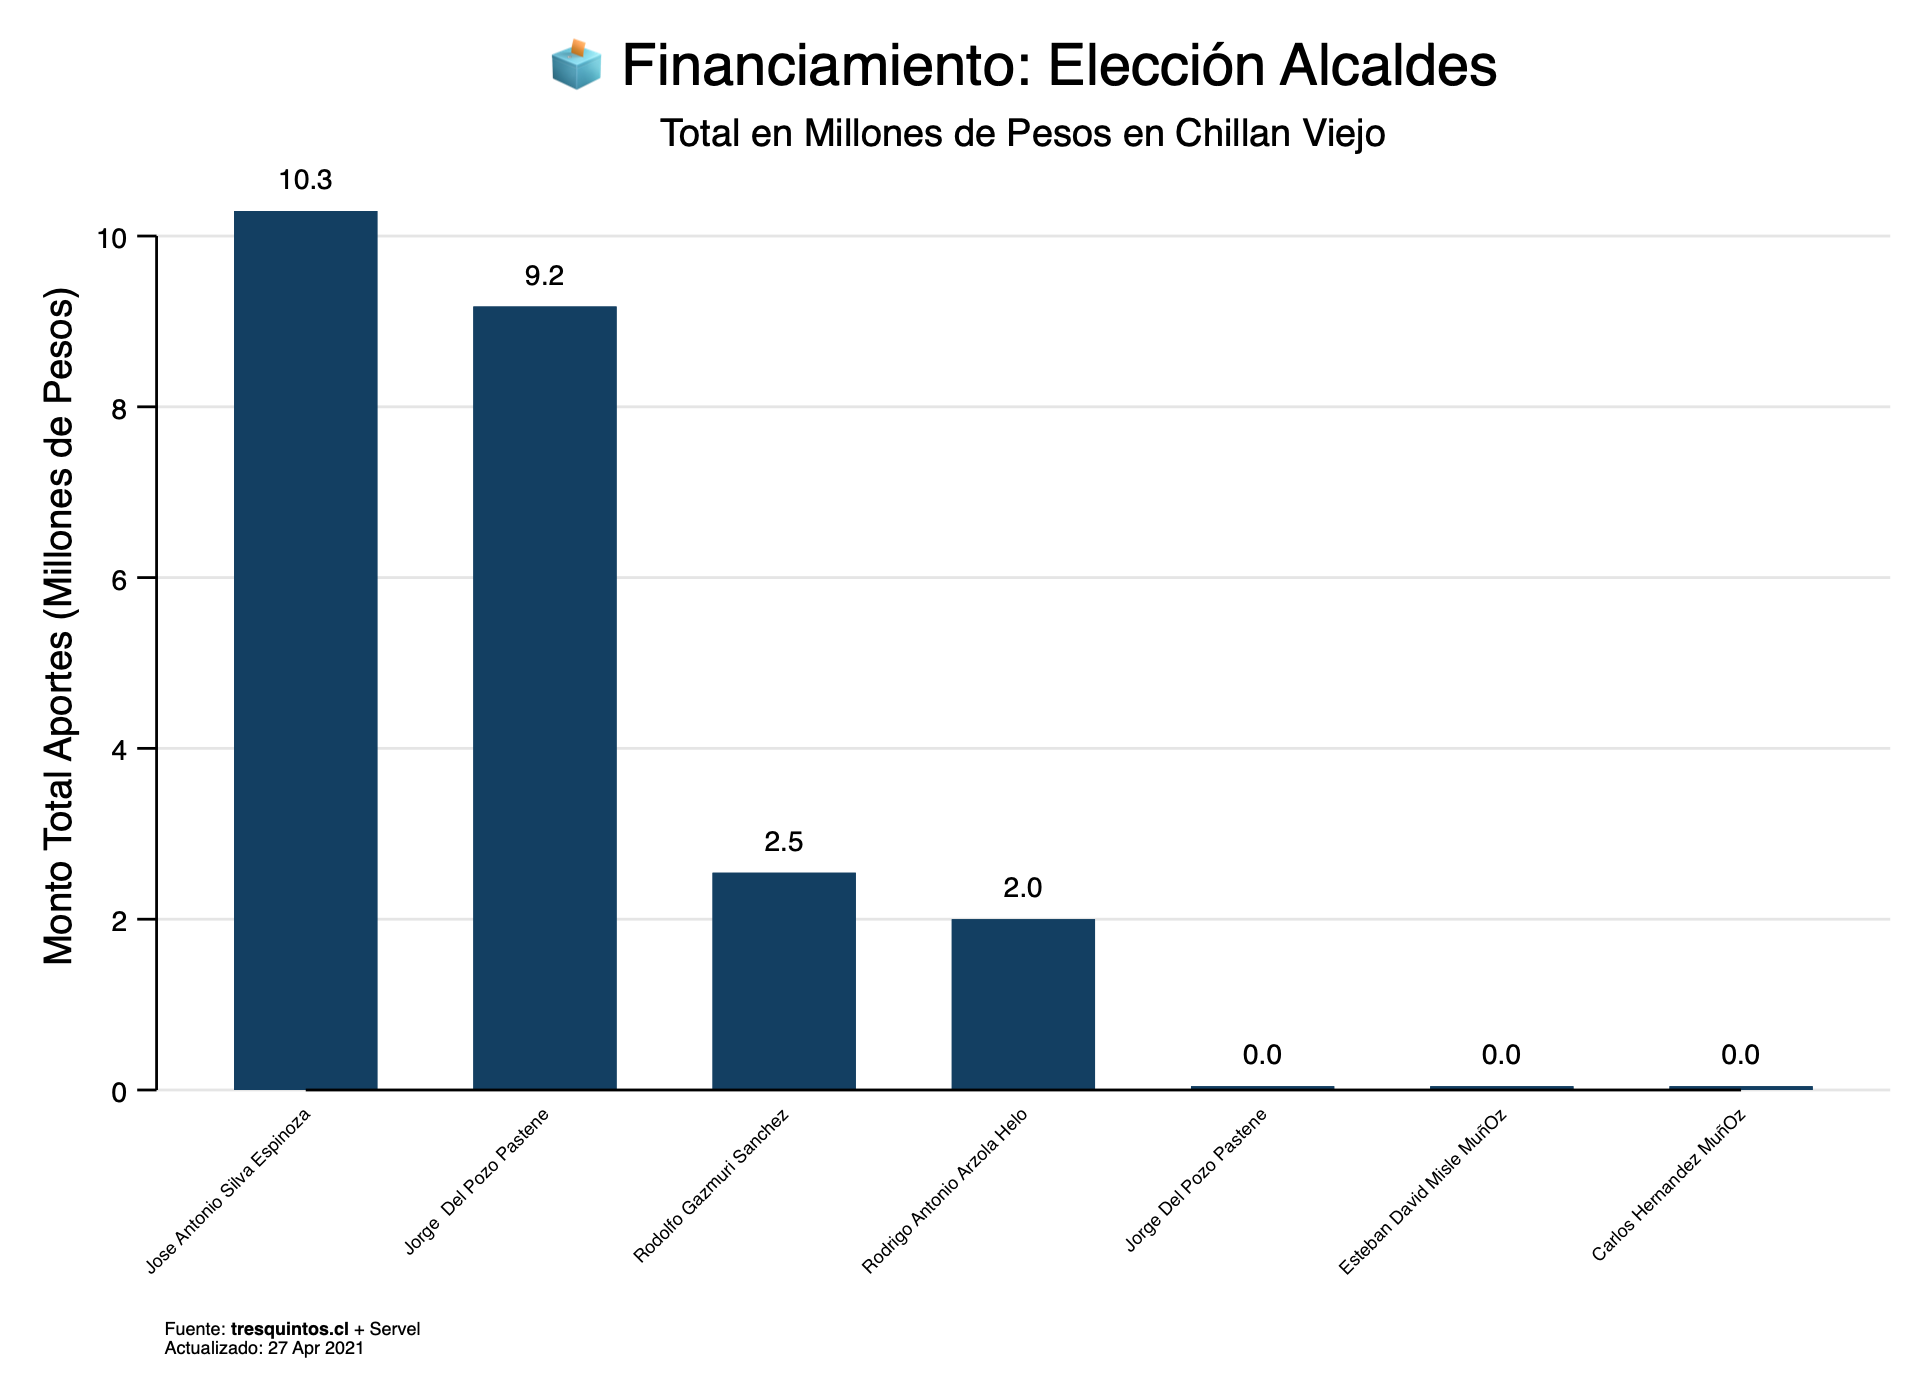 Financiamiento: Elección Alcaldes
Total en Millones de Pesos en Chillan Viejo
Monto Total Aportes (Millones de Pesos)
10
8
6
4
2
0
10.3
9.2
2.5
2.0
0.0
0.0
0.0
Jose Antonio Silva Espinoza
Jorge  Del Pozo Pastene
Rodolfo Gazmuri Sanchez
Rodrigo Antonio Arzola Helo
Jorge Del Pozo Pastene
Esteban David Misle MuñOz
Carlos Hernandez MuñOz
Fuente: tresquintos.cl + Servel
Actualizado: 27 Apr 2021